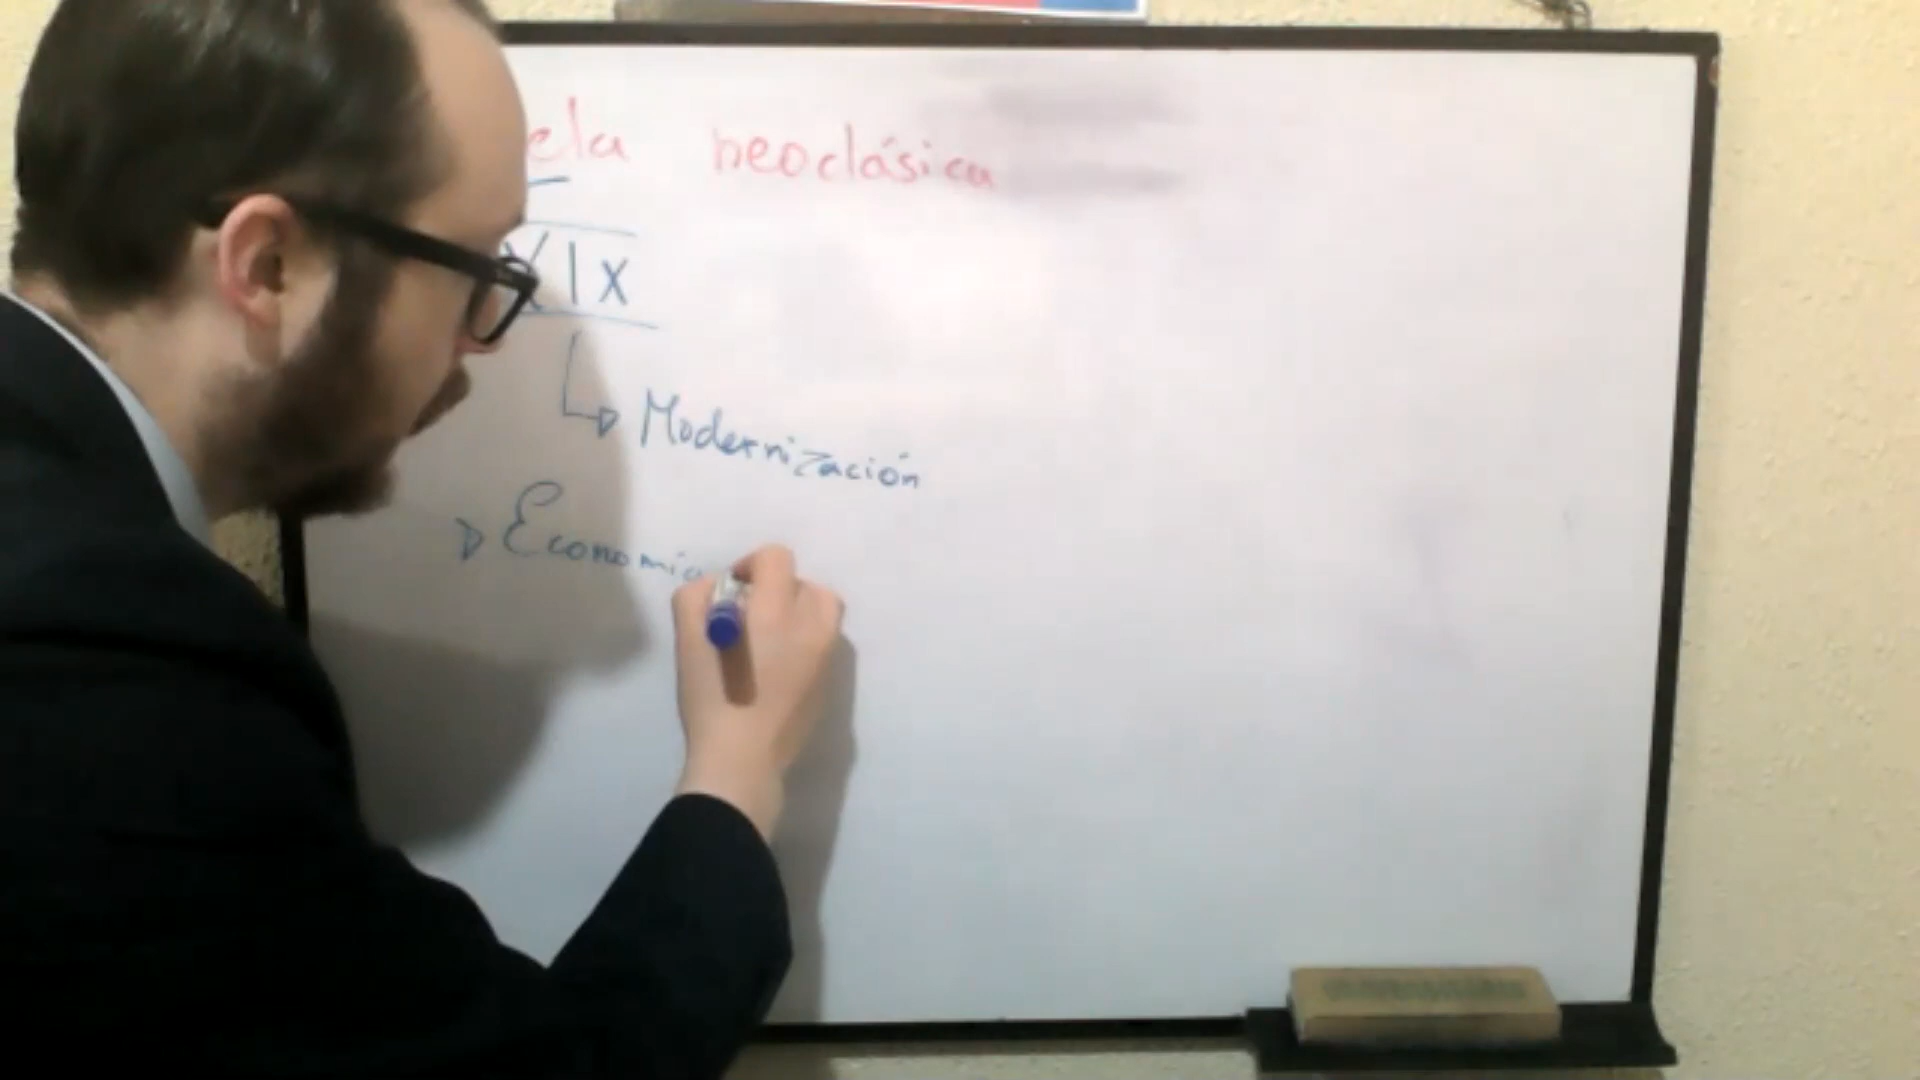 ela neoclásica
XIX
Modernización
Economía